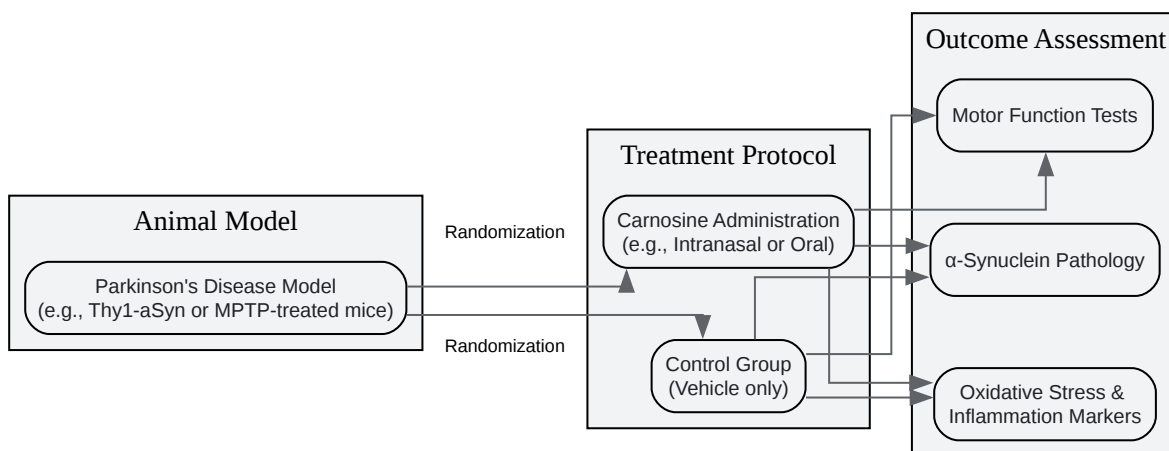 Animal Model
Parkinson's Disease Model
(e.g., Thy1-aSyn or MPTP-treated mice)
Randomization
Randomization
Treatment Protocol
Carnosine Administration
(e.g., Intranasal or Oral)
Control Group
(Vehicle only)
Outcome Assessment
Motor Function Tests
α-Synuclein Pathology
Oxidative Stress &
Inflammation Markers